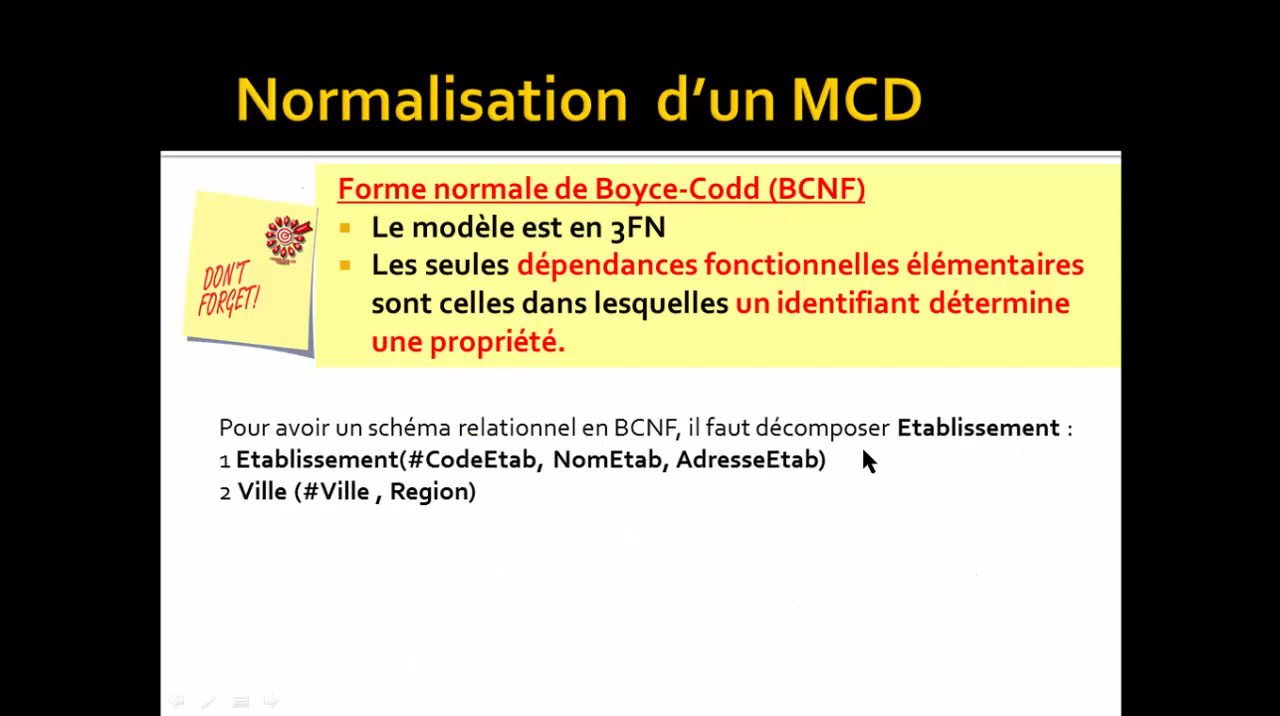 Normalisation d’un MCD
Forme normale de Boyce-Codd (BCNF)
Le modèle est en 3FN
Les seules dépendances fonctionnelles élémentaires
sont celles dans lesquelles un identifiant détermine
une propriété.
DON'T
FORGET!
Pour avoir un schéma relationnel en BCNF, il faut décomposer Etablissement :
1 Etablissement(#CodeEtab, NomEtab, AdresseEtab)
2 Ville (#Ville , Region)